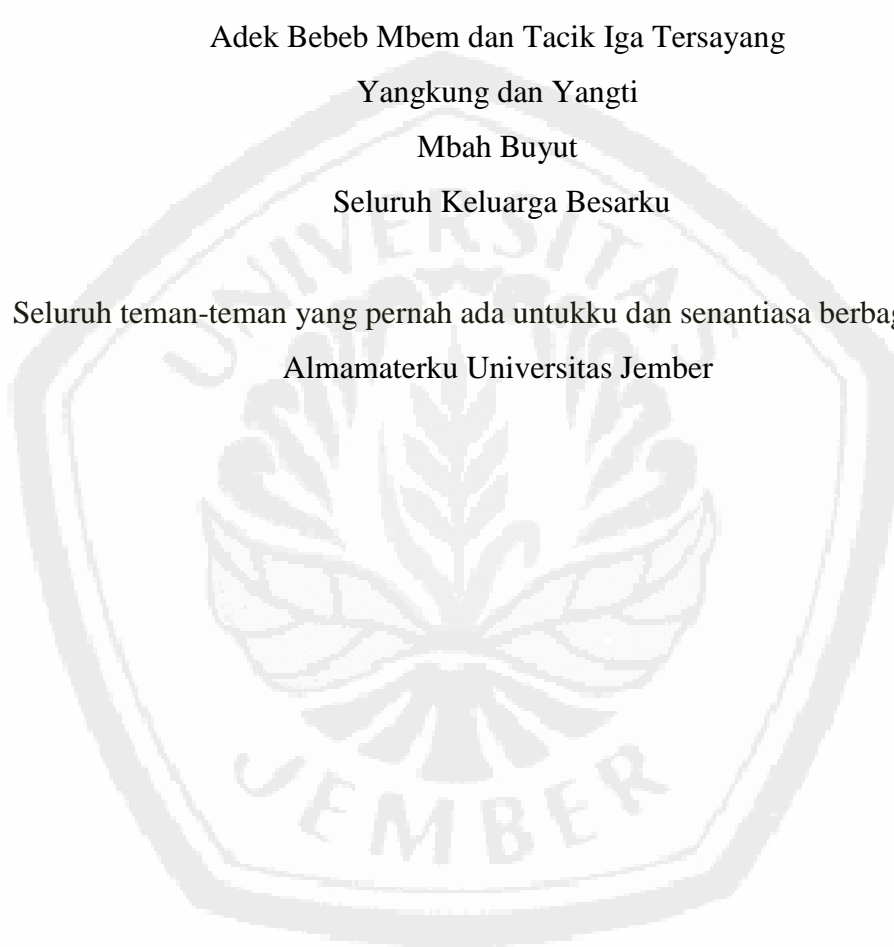 Adek Bebeb Mbem dan Tacik Iga Tersayang
Yangkung dan Yangti
Mbah Buyut
Seluruh Keluarga Besarku
Seluruh teman-teman yang pernah ada untukku dan senantiasa
Almamaterku Universitas Jember
UNIVERSITAS
JEMBER